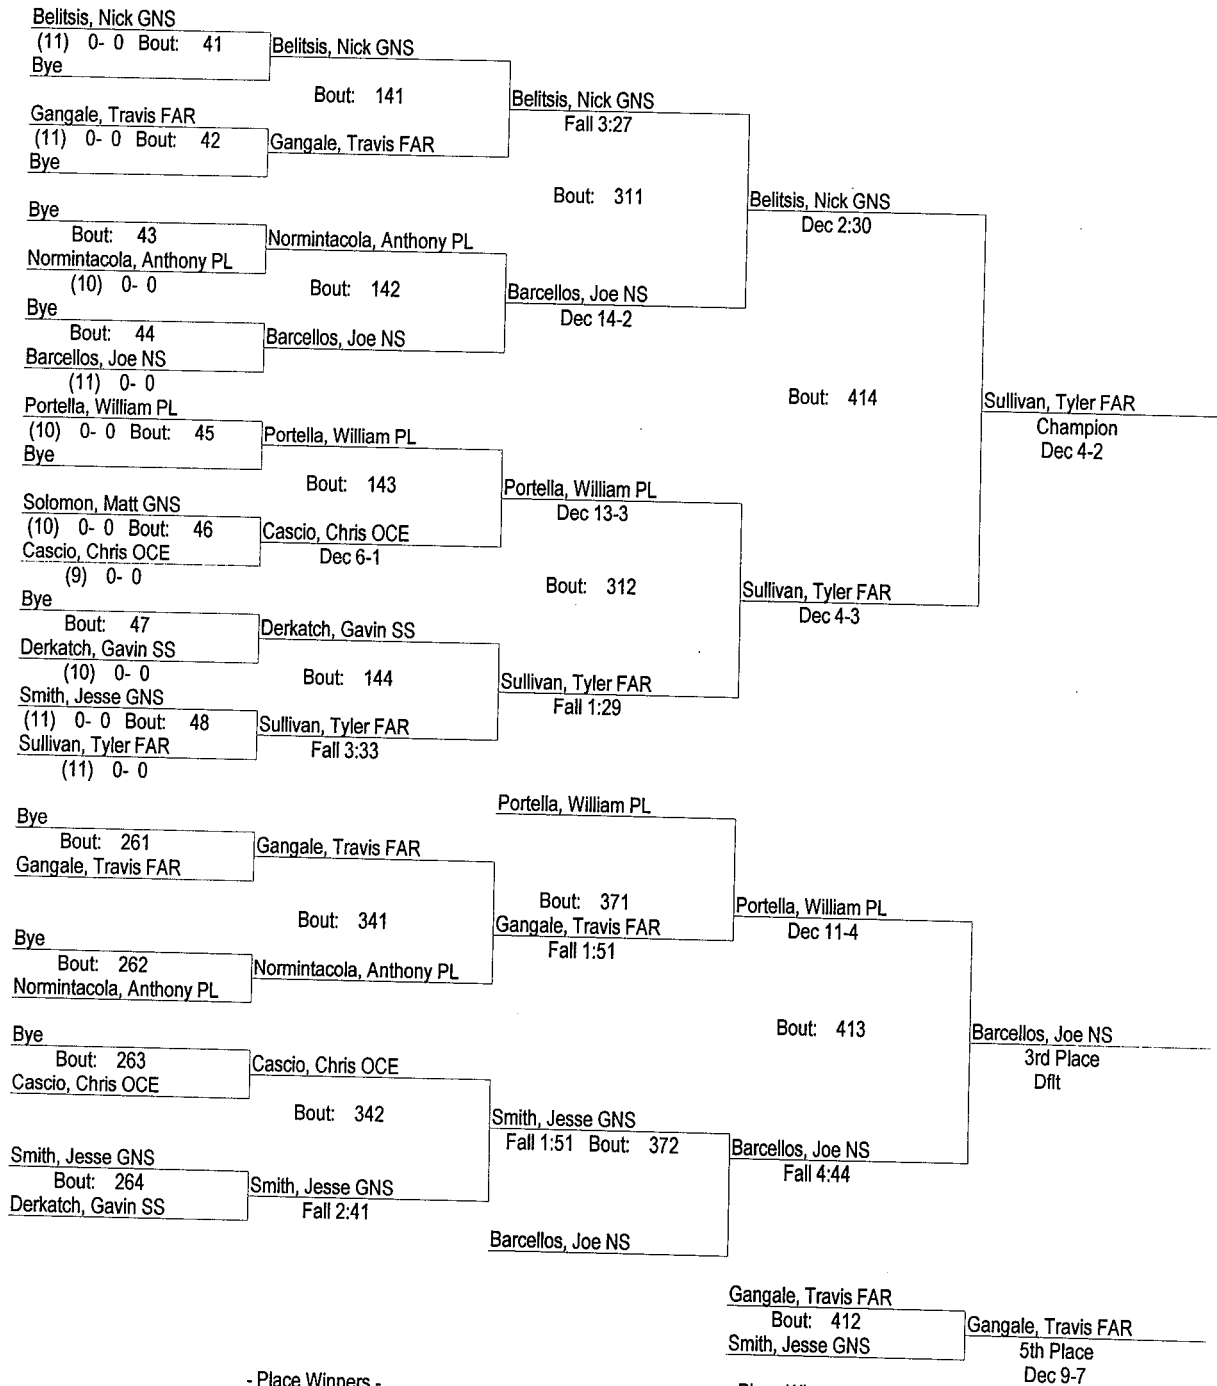 Belitsis, Nick GNS
(11) 0- 0 Bout: 41
Bye
Belitsis, Nick GNS
Bout: 141
Gangale, Travis FAR
(11) 0- 0 Bout: 42
Bye
Gangale, Travis FAR
Belitsis, Nick GNS
Fall 3:27
Bout: 311
Bye
Bout: 43
Normintacola, Anthony PL
(10) 0- 0
Normintacola, Anthony PL
Bout: 142
Bye
Bout: 44
Barcellos, Joe NS
(11) 0- 0
Barcellos, Joe NS
Barcellos, Joe NS
Dec 14-2
Belitsis, Nick GNS
Dec 2:30
Bout: 414
Portella, William PL
(10) 0- 0 Bout: 45
Bye
Portella, William PL
Bout: 143
Solomon, Matt GNS
(10) 0- 0 Bout: 46
Cascio, Chris OCE
(9) 0- 0
Cascio, Chris OCE
Dec 6-1
Portella, William PL
Dec 13-3
Bout: 312
Bye
Bout: 47
Derkatch, Gavin SS
(10) 0- 0
Derkatch, Gavin SS
Bout: 144
Smith, Jesse GNS
(11) 0- 0 Bout: 48
Sullivan, Tyler FAR
(11) 0- 0
Sullivan, Tyler FAR
Fall 3:33
Sullivan, Tyler FAR
Fall 1:29
Sullivan, Tyler FAR
Dec 4-3
Sullivan, Tyler FAR
Champion
Dec 4-2
Portella, William PL
Bye
Bout: 261
Gangale, Travis FAR
Gangale, Travis FAR
Bout: 341
Bye
Bout: 262
Normintacola, Anthony PL
Normintacola, Anthony PL
Bout: 371
Gangale, Travis FAR
Fall 1:51
Portella, William PL
Dec 11-4
Bout: 413
Bye
Bout: 263
Cascio, Chris OCE
Cascio, Chris OCE
Bout: 342
Smith, Jesse GNS
Bout: 264
Derkatch, Gavin SS
Smith, Jesse GNS
Fall 2:41
Smith, Jesse GNS
Fall 1:51 Bout: 372
Barcellos, Joe NS
Barcellos, Joe NS
Fall 4:44
Barcellos, Joe NS
3rd Place
Dflt
Gangale, Travis FAR
Bout: 412
Smith, Jesse GNS
Gangale, Travis FAR
5th Place
Dec 9-7
- Place Winners -